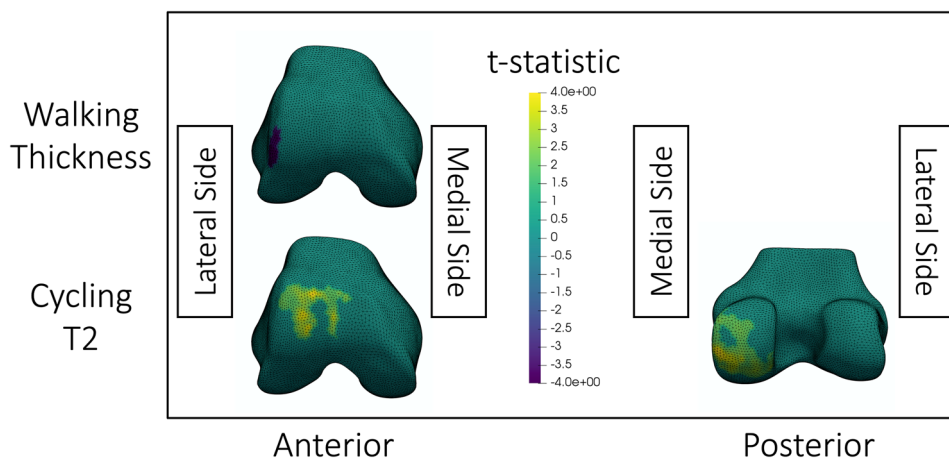 Walking
Thickness
Lateral Side
Medial Side
t-statistic
4.0e+00
3.5
3
2.5
2
1.5
1
0.5
0
-0.5
-1
-1.5
-2
-2.5
-3
-3.5
-4.0e+00
Medial Side
Lateral Side
Cycling
T2
Anterior
Posterior